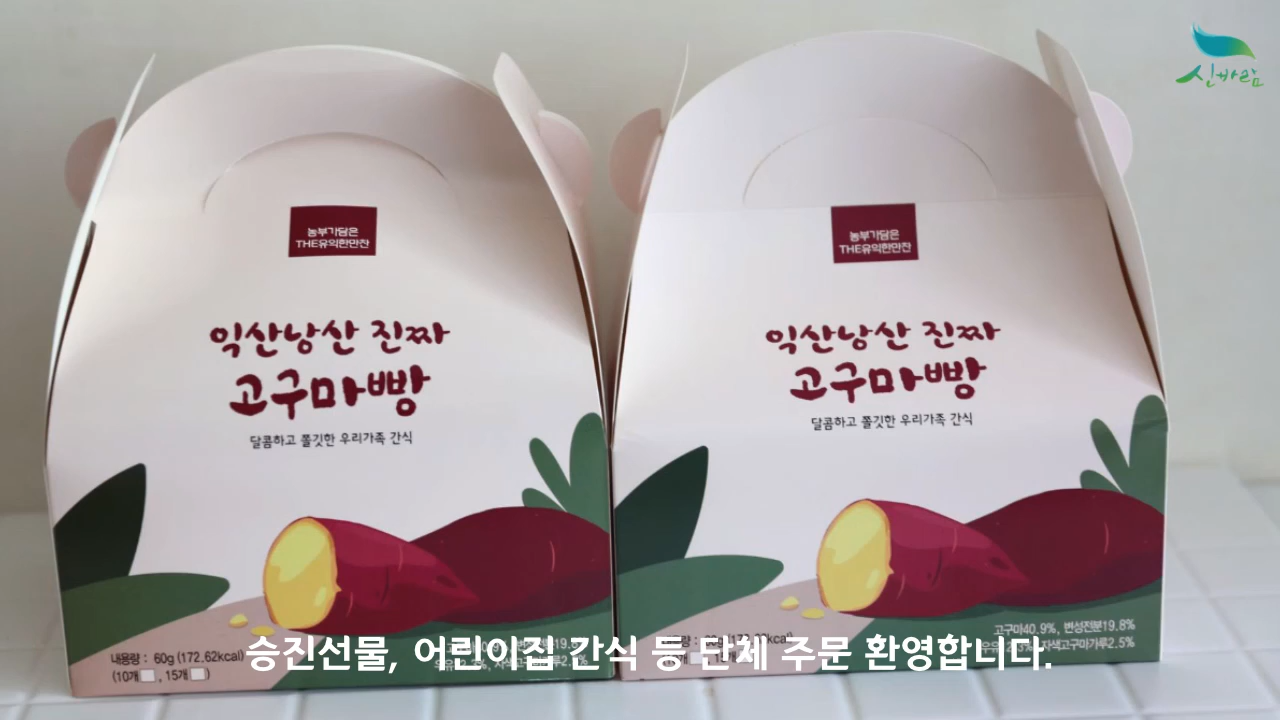 신바람
농부가담은
THE유익한만찬
익산낭산 진짜
고구마빵
달콤하고 쫄깃한 우리가족 간식
내용량 : 60g (172.62kcal)
(10개 , 15개 )
농부가담은
THE유익한만찬
익산낭산 진짜
고구마빵
달콤하고 쫄깃한 우리가족 간식
고구마40.9%, 변성전분19.8%
자색고구마가루2.5%
승진선물, 어린이집 간식 등 단체 주문 환영합니다.